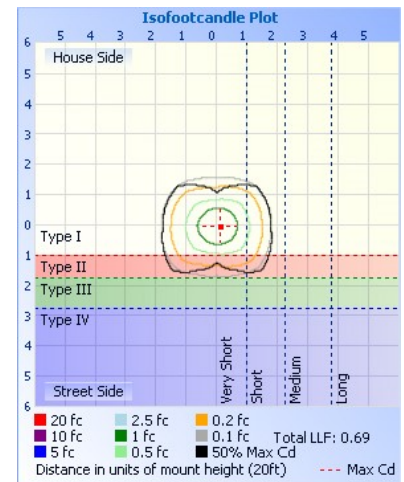 Isofootcandle Plot
5 4 3 2 1 0 1 2 3 4 5
6
House Side
5
4
3
2
1
0
Type I
1
Type II
2
Type III
3
Type IV
4
5
Street Side
6
Very Short
Short
Medium
Long
20 fc 2.5 fc 0.2 fc
10 fc 1 fc 0.1 fc Total LLF: 0.69
5 fc 0.5 fc 50% Max Cd
Distance in units of mount height (20ft) --- Max Cd